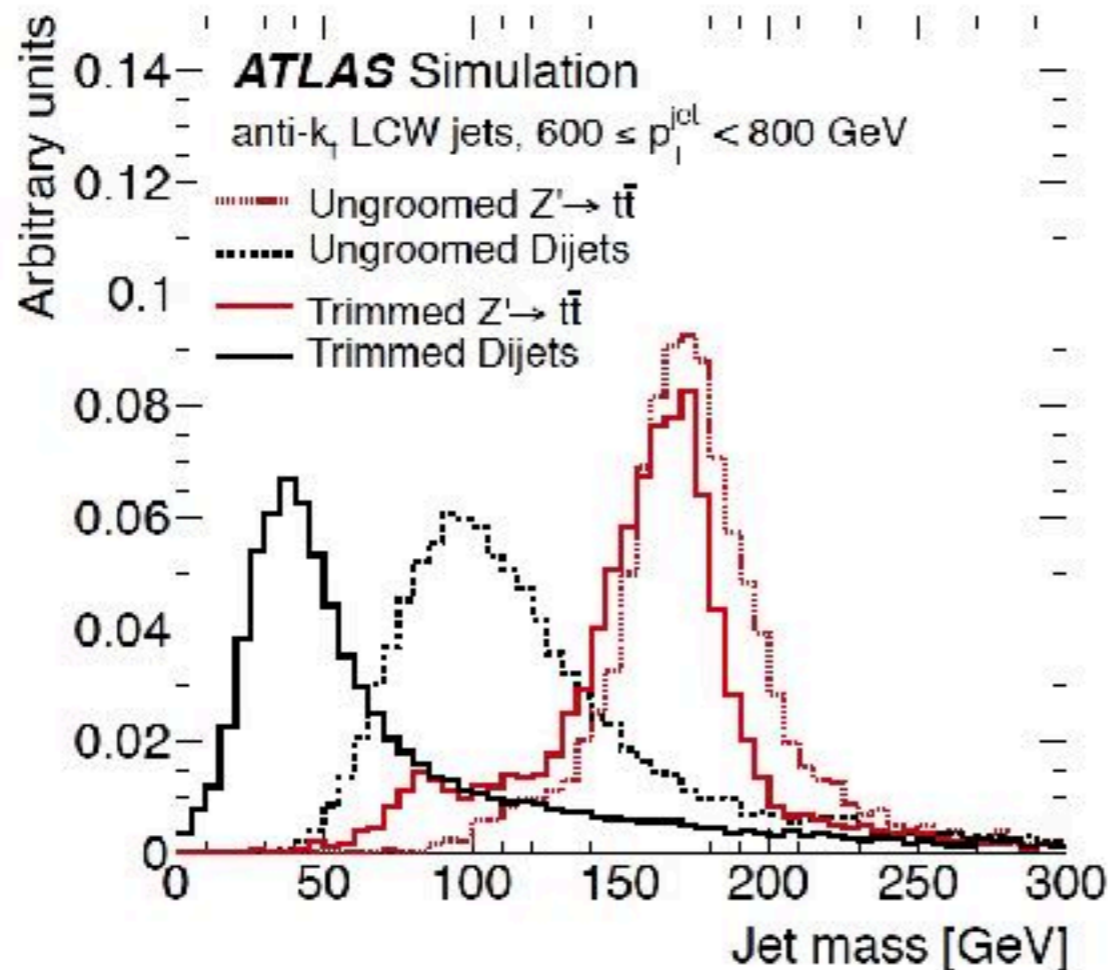 Arbitrary units
ATLAS Simulation
anti-kₜ LCW jets, 600 ≤ p_T^jet < 800 GeV
Ungroomed Z'→ tt̄
Ungroomed Dijets
Trimmed Z'→ tt̄
Trimmed Dijets
0.14
0.12
0.1
0.08
0.06
0.04
0.02
0
0 50 100 150 200 250 300
Jet mass [GeV]